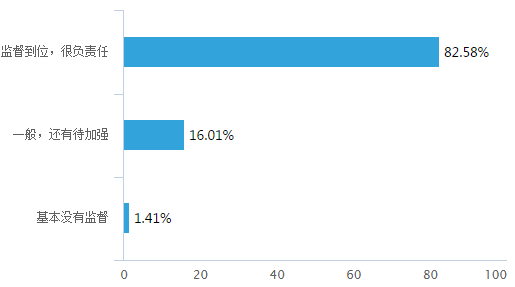 监督到位，很负责任
82.58%
一般，还有待加强
16.01%
基本没有监督
1.41%
0 20 40 60 80 100